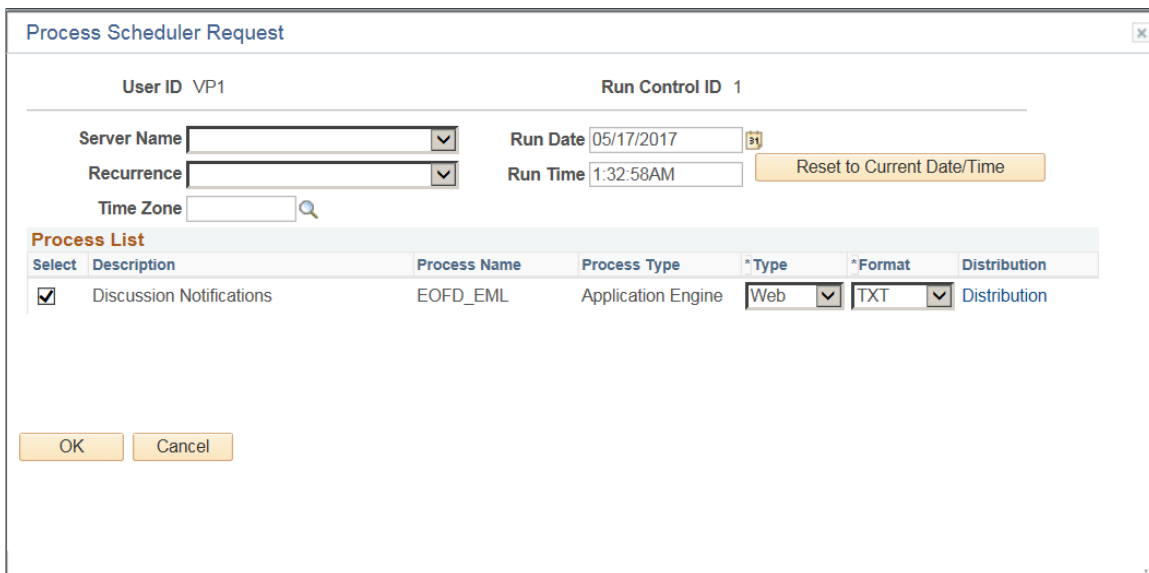 Process Scheduler Request
User ID VP1 Run Control ID 1
Server Name Run Date 05/17/2017 31
Recurrence Run Time 1:32:58AM Reset to Current Date/Time
Time Zone
Process List
Select Description Process Name Process Type *Type *Format Distribution
Discussion Notifications EOFD_EML Application Engine Web TXT Distribution
OK Cancel